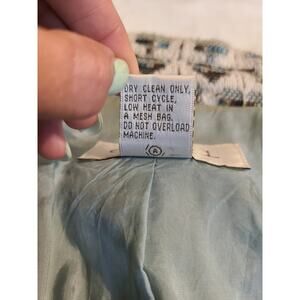 DRY CLEAN ONLY,
SHORT CYCLE,
LOW HEAT IN
A MESH BAG.
DO NOT OVERLOAD
MACHINE.
A